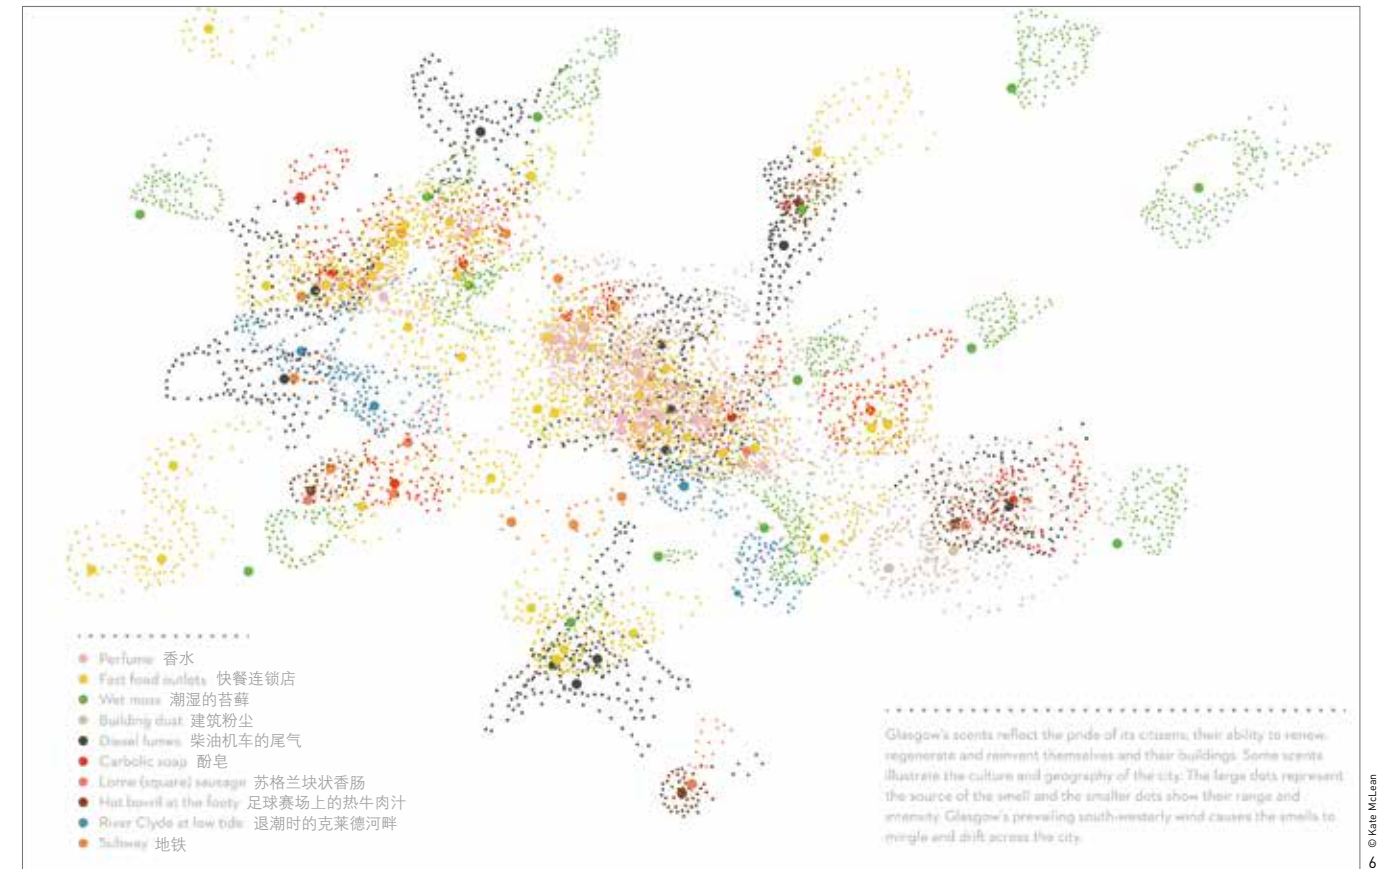 Perfume 香水
Fast food outlets 快餐连锁店
Wet moss 潮湿的苔藓
Building dust 建筑粉尘
Diesel fumes 柴油机车的尾气
Carbolic soap 酚皂
Lorne (square) sausage 苏格兰块状香肠
Hot bovril at the footy 足球赛场上的热牛肉汁
River Clyde at low tide 退潮时的克莱德河畔
Subway 地铁
Glasgow's scents reflect the pride of its citizens; their ability to renew,
regenerate and reinvent themselves and their buildings. Some scents
illustrate the culture and geography of the city. The large dots represent
the source of the smell and the smaller dots show their range and
intensity. Glasgow's prevailing south-westerly wind causes the smells to
mingle and drift across the city.
© Kate McLean
6